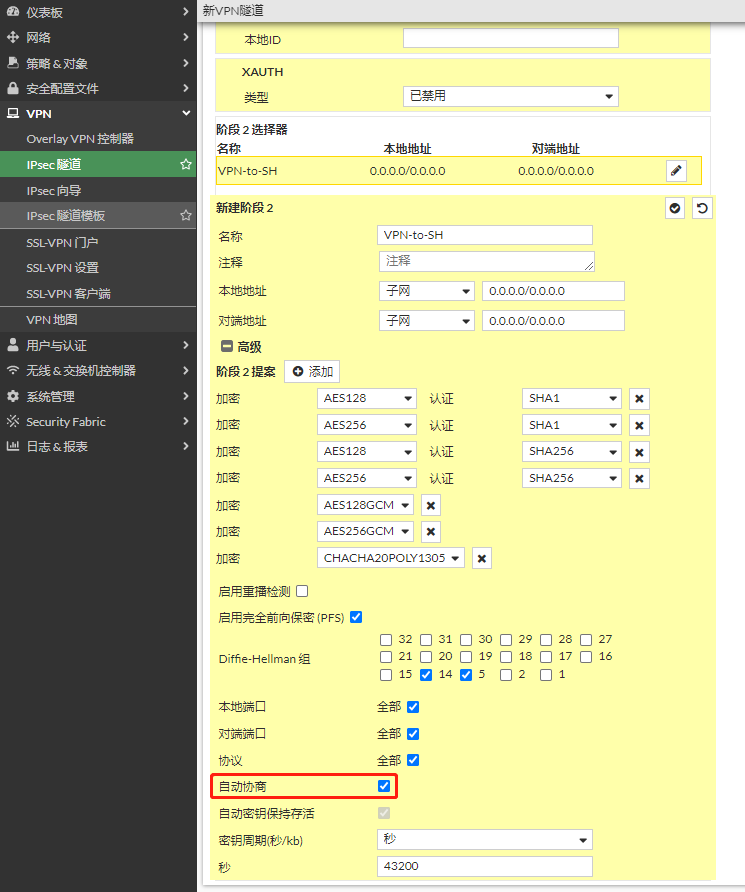 仪表板
网络
策略 & 对象
安全配置文件
VPN
Overlay VPN 控制器
IPsec 隧道
IPsec 向导
IPsec 隧道模板
SSL-VPN 门户
SSL-VPN 设置
SSL-VPN 客户端
VPN 地图
用户与认证
无线 & 交换机控制器
系统管理
Security Fabric
日志 & 报表
新VPN隧道
本地ID
XAUTH
类型 已禁用
阶段 2 选择器
名称 本地地址 对端地址
VPN-to-SH 0.0.0.0/0.0.0.0 0.0.0.0/0.0.0.0
新建阶段 2
名称 VPN-to-SH
注释 注释
本地地址 子网 0.0.0.0/0.0.0.0
对端地址 子网 0.0.0.0/0.0.0.0
高级
阶段 2 提案 添加
加密 AES128 认证 SHA1
加密 AES256 认证 SHA1
加密 AES128 认证 SHA256
加密 AES256 认证 SHA256
加密 AES128GCM
加密 AES256GCM
加密 CHACHA20POLY1305
启用重播检测
启用完全前向保密 (PFS)
Diffie-Hellman 组
32 31 30 29 28 27
21 20 19 18 17 16
15 14 5 2 1
本地端口 全部
对端端口 全部
协议 全部
自动协商
自动密钥保持存活
密钥周期(秒/kb) 秒
秒 43200